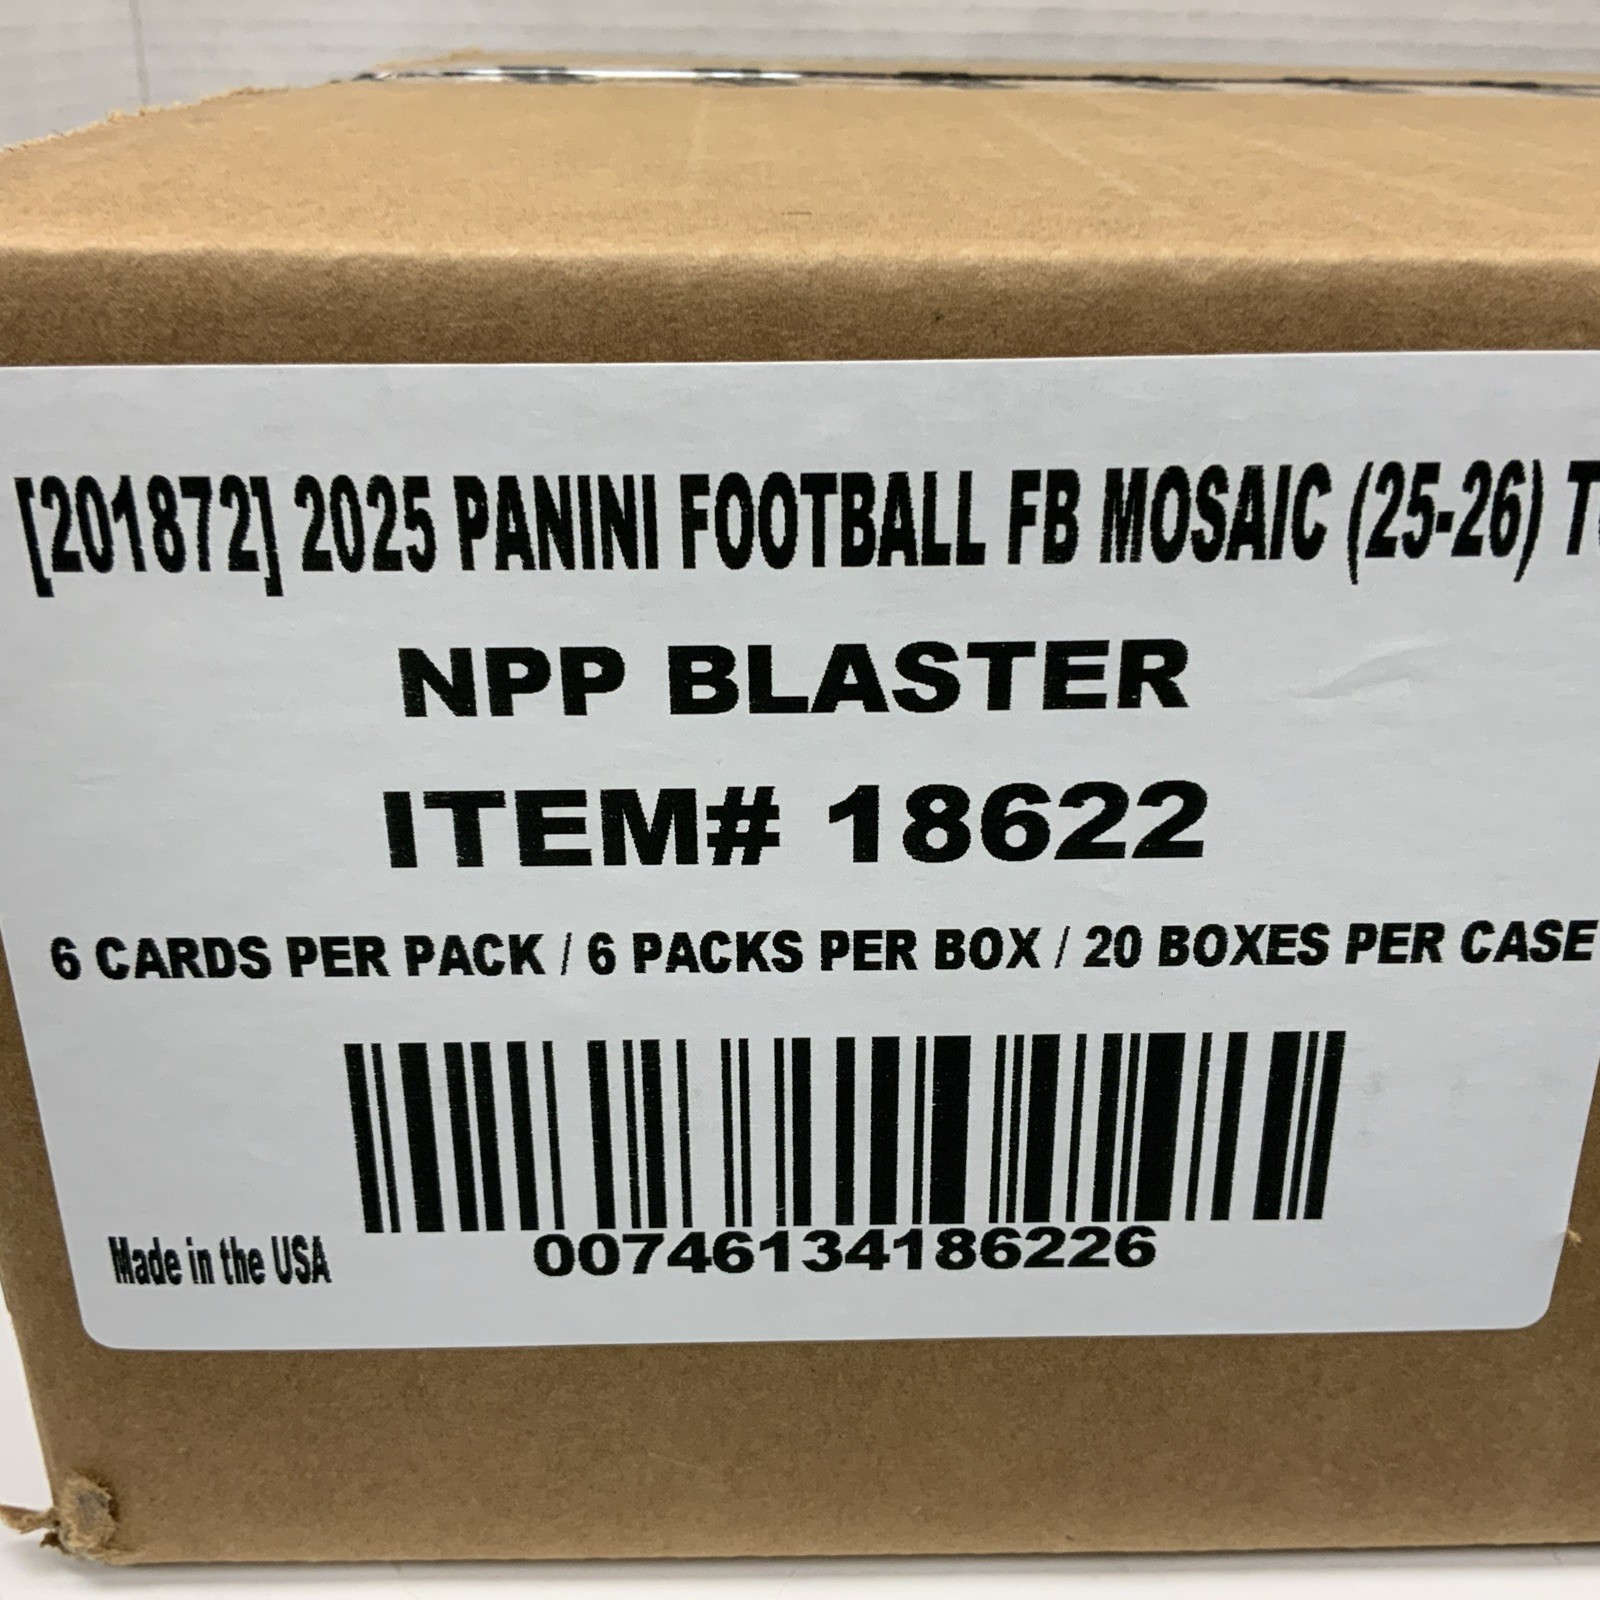 [201872] 2025 PANINI FOOTBALL FB MOSAIC (25-26)
NPP BLASTER
ITEM# 18622
6 CARDS PER PACK / 6 PACKS PER BOX / 20 BOXES PER CASE
Made in the USA
00746134186226